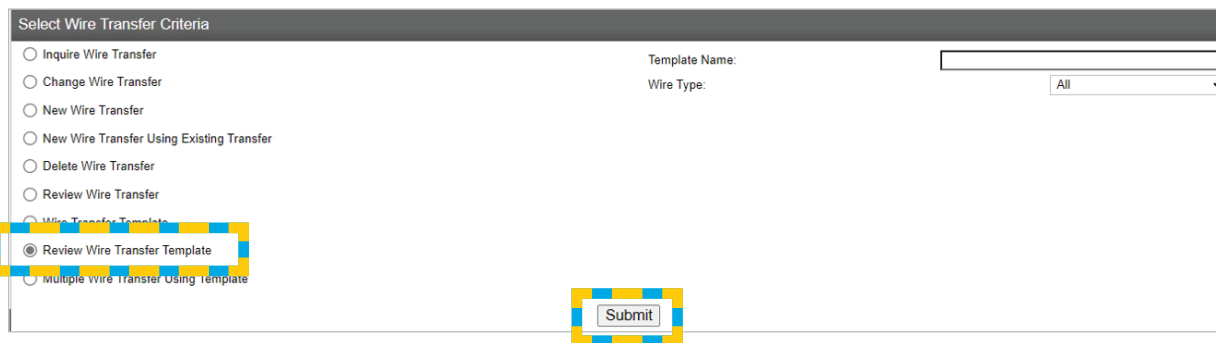 Select Wire Transfer Criteria
Inquire Wire Transfer
Change Wire Transfer
New Wire Transfer
New Wire Transfer Using Existing Transfer
Delete Wire Transfer
Review Wire Transfer
Wire Transfer Template
Review Wire Transfer Template
Multiple Wire Transfer Using Template
Template Name:
Wire Type: All
Submit